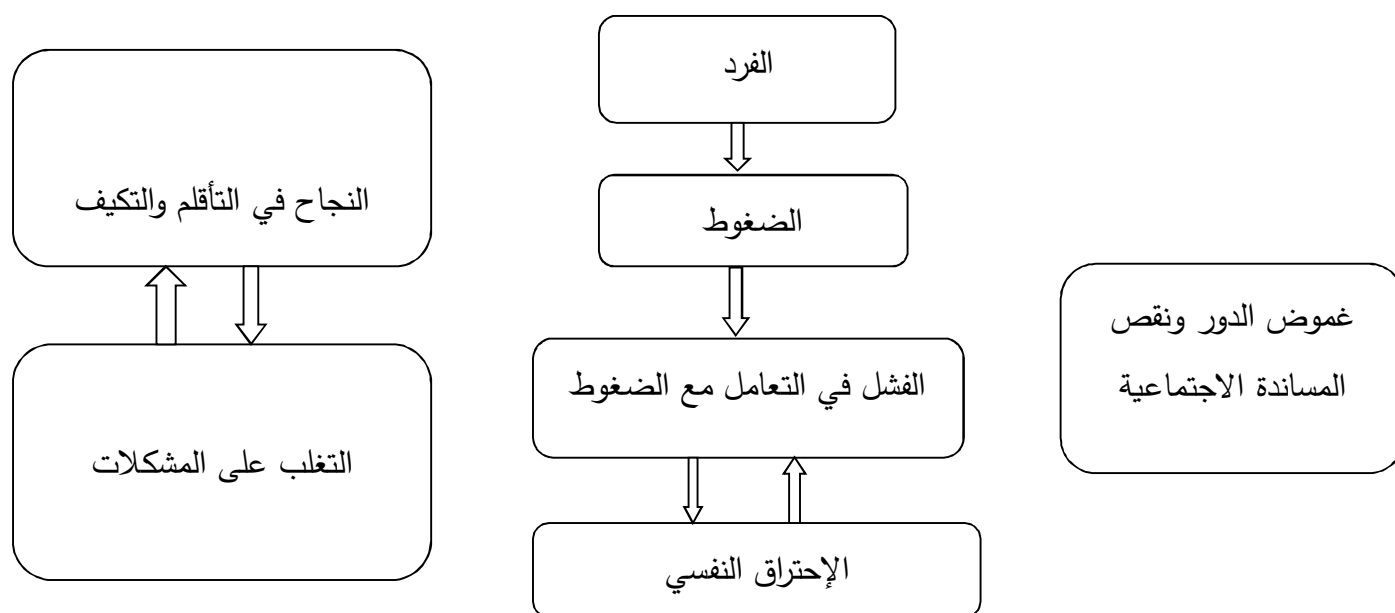 الفرد
الضغوط
النجاح في التأقلم والتكيف
غموض الدور ونقص
المساندة الاجتماعية
الفشل في التعامل مع الضغوط
التغلب على المشكلات
الإحتراق النفسي